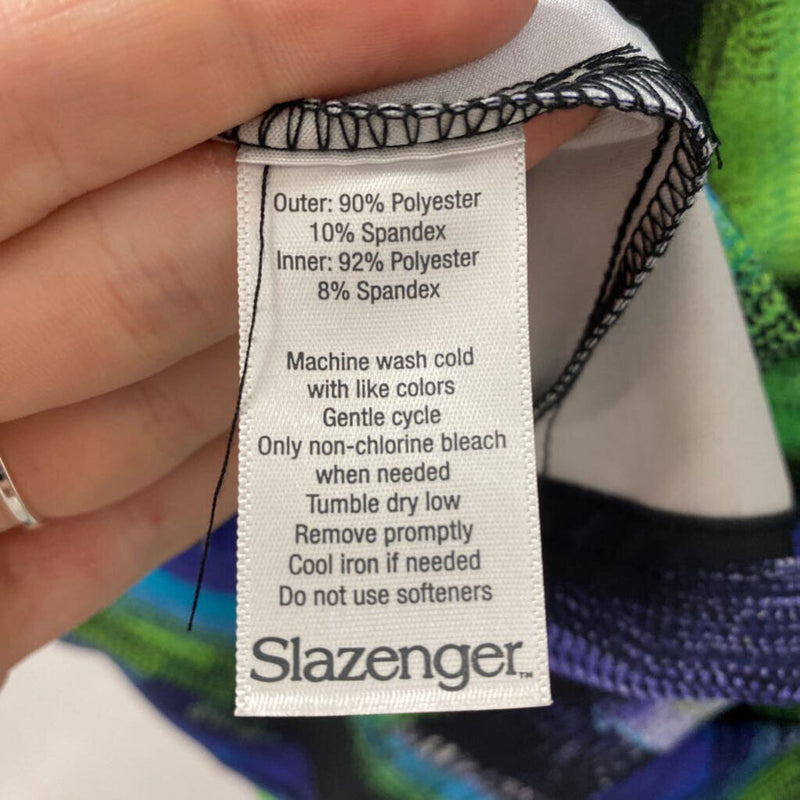 Outer: 90% Polyester
10% Spandex
Inner: 92% Polyester
8% Spandex
Machine wash cold
with like colors
Gentle cycle
Only non-chlorine bleach
when needed
Tumble dry low
Remove promptly
Cool iron if needed
Do not use softeners
Slazenger™